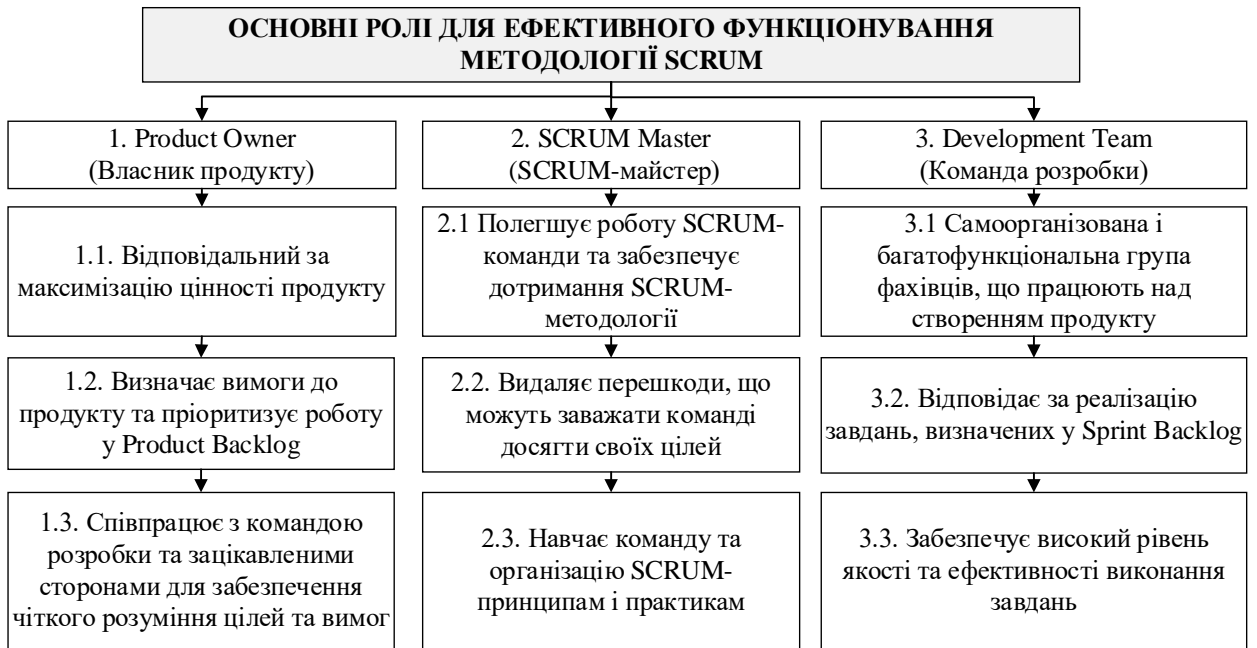 ОСНОВНІ РОЛІ ДЛЯ ЕФЕКТИВНОГО ФУНКЦІОНУВАННЯ
МЕТОДОЛОГІЇ SCRUM
1. Product Owner
(Власник продукту)
1.1. Відповідальний за
максимізацію цінності продукту
1.2. Визначає вимоги до
продукту та пріоритизує роботу
у Product Backlog
1.3. Співпрацює з командою
розробки та зацікавленими
сторонами для забезпечення
чіткого розуміння цілей та вимог
2. SCRUM Master
(SCRUM-майстер)
2.1 Полегшує роботу SCRUM-
команди та забезпечує
дотримання SCRUM-
методології
2.2. Видаляє перешкоди, що
можуть заважати команді
досягти своїх цілей
2.3. Навчає команду та
організацію SCRUM-
принципам і практикам
3. Development Team
(Команда розробки)
3.1 Самоорганізована і
багатофункціональна група
фахівців, що працюють над
створенням продукту
3.2. Відповідає за реалізацію
завдань, визначених у Sprint Backlog
3.3. Забезпечує високий рівень
якості та ефективності виконання
завдань